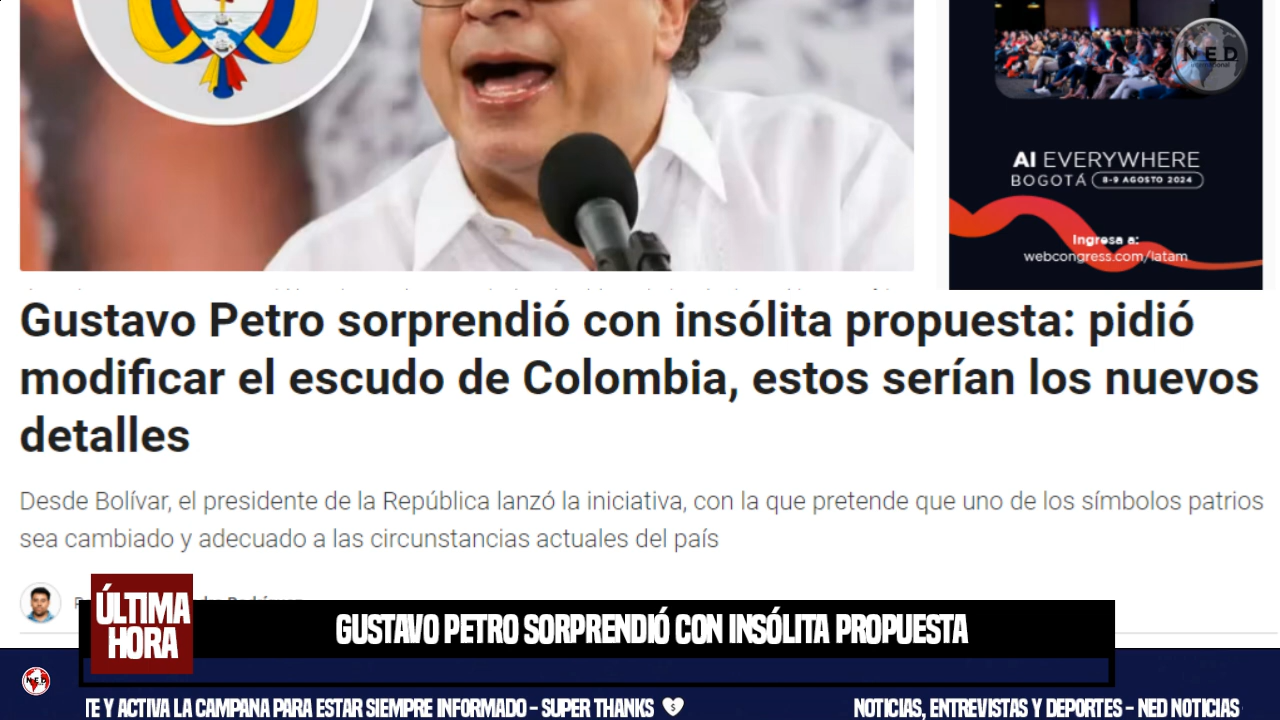 NED
International
AI EVERYWHERE
BOGOTÁ 8-9 AGOSTO 2024
Ingresa a:
webcongress.com/latam
Gustavo Petro sorprendió con insólita propuesta: pidió
modificar el escudo de Colombia, estos serían los nuevos
detalles
Desde Bolívar, el presidente de la República lanzó la iniciativa, con la que pretende que uno de los símbolos patrios
sea cambiado y adecuado a las circunstancias actuales del país
ÚLTIMA
HORA
GUSTAVO PETRO SORPRENDIÓ CON INSÓLITA PROPUESTA
NED
TE Y ACTIVA LA CAMPANA PARA ESTAR SIEMPRE INFORMADO - SUPER THANKS
NOTICIAS, ENTREVISTAS Y DEPORTES - NED NOTICIAS